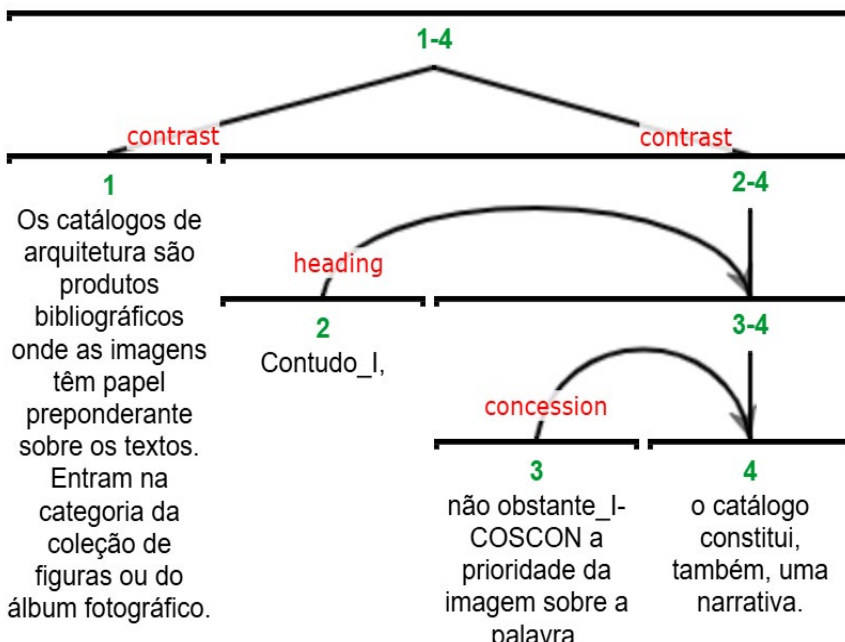 1-4
contrast
contrast
1
2-4
Os catálogos de
arquitetura são
produtos
bibliográficos
onde as imagens
têm papel
preponderante
sobre os textos.
Entram na
categoria da
coleção de
figuras ou do
álbum fotográfico.
heading
2
3-4
Contudo_I,
concession
3
4
não obstante_I-
COSCON a
prioridade da
imagem sobre a
palavra
o catálogo
constitui,
também, uma
narrativa.